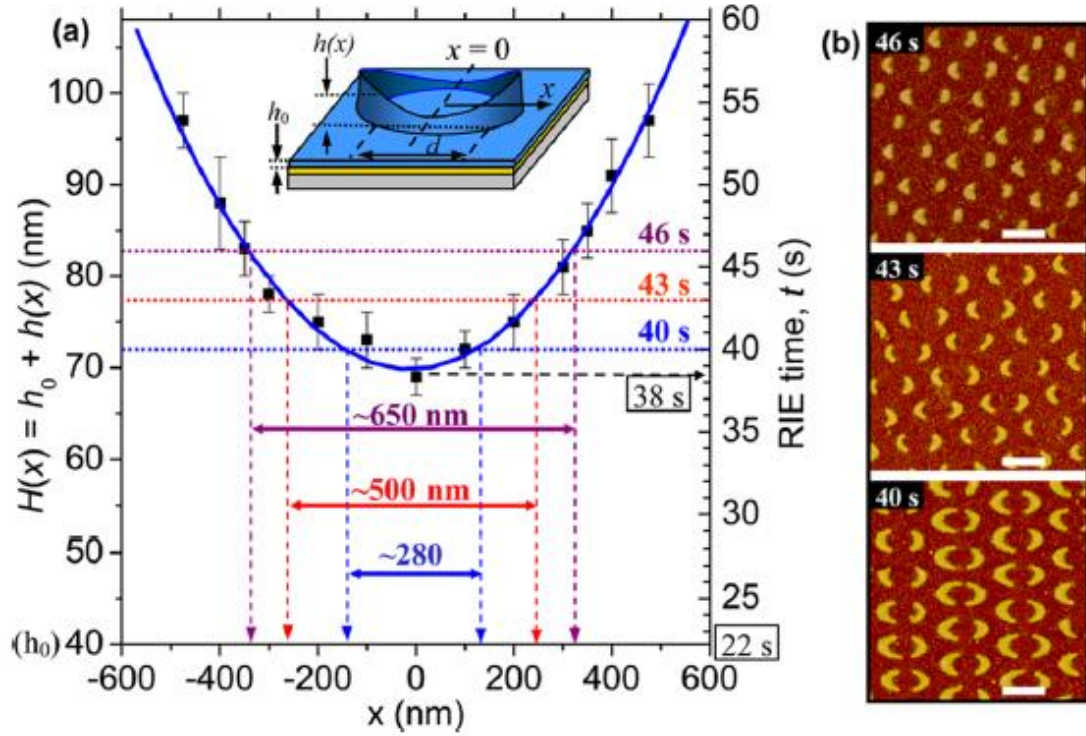 (a)
h(x)
x = 0
x
h₀
d
H(x) = h₀ + h(x) (nm)
100
90
80
70
60
50
(h₀) 40
46 s
43 s
40 s
38 s
~650 nm
~500 nm
~280
60
55
50
45
40
35
30
25
22 s
RIE time, t (s)
-600 -400 -200 0 200 400 600
x (nm)
(b)
46 s
43 s
40 s